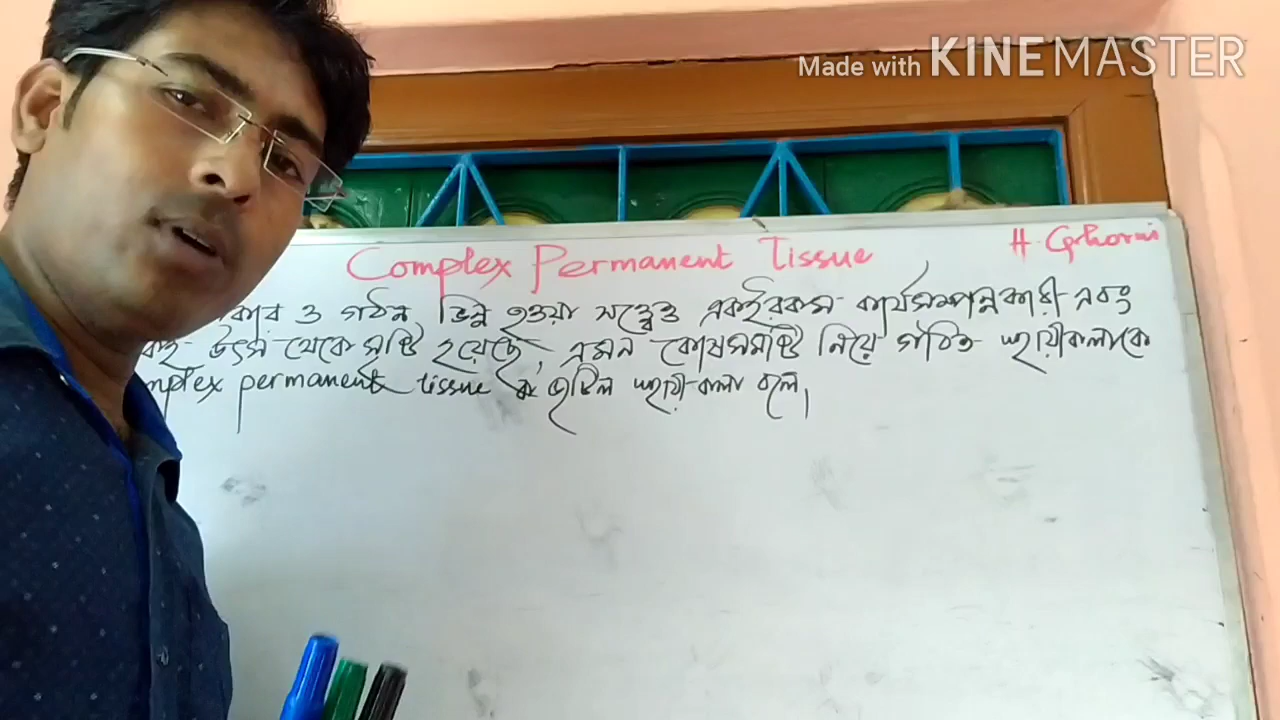 Made with KINEMASTER
Complex Permanent Tissue
H. Ghorai
ও গঠন ভিন্ন হওয়া সত্ত্বেও একইরকম কার্যসম্পন্নকারী এবং
উৎস থেকে সৃষ্টি হয়েছে, এমন কোষসমষ্টি নিয়ে গঠিত স্থায়ীকলাকে
permanent tissue বা জটিল স্থায়ী কলা বলে।